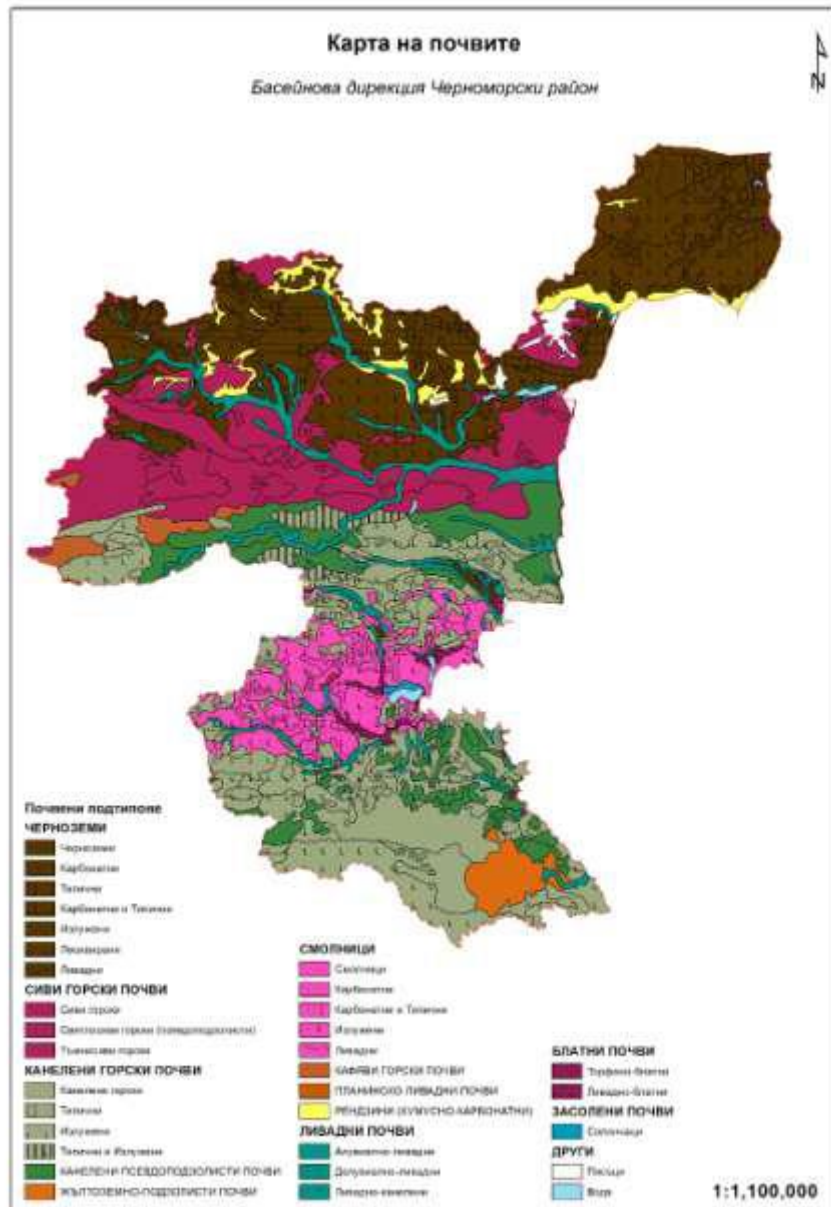 Карта на почвите
Басейнова дирекция Черноморски район
Почвени подтипове
ЧЕРНОЗЕМИ
Черноземи
Карбонатни
Типични
Карбонатни и Типични
Излужени
Ливадни
СИВИ ГОРСКИ ПОЧВИ
Сиви горски
Светлосиви горски (псевдоподзолисти)
Тъмносиви горски
КАНЕЛЕНИ ГОРСКИ ПОЧВИ
Канелени горски
Типични
Излужени
Типични и Излужени
КАНЕЛЕНИ ПСЕВДОПОДЗОЛИСТИ ПОЧВИ
ЖЪЛТОЗЕМНО-ПОДЗОЛИСТИ ПОЧВИ
СМОЛНИЦИ
Смолници
Карбонатни
Карбонатни и Типични
Излужени
Ливадни
КАФЯВИ ГОРСКИ ПОЧВИ
ПЛАНИНСКО ЛИВАДНИ ПОЧВИ
РЕНДЗИНИ (ХУМУСНО-КАРБОНАТНИ)
ЛИВАДНИ ПОЧВИ
Алувиално-ливадни
Делувиално-ливадни
Ливадно-канелени
БЛАТНИ ПОЧВИ
Торфено-блатни
Ливадно-блатни
ЗАСОЛЕНИ ПОЧВИ
Солончаци
ДРУГИ
Пясъци
Вода
1:1,100,000